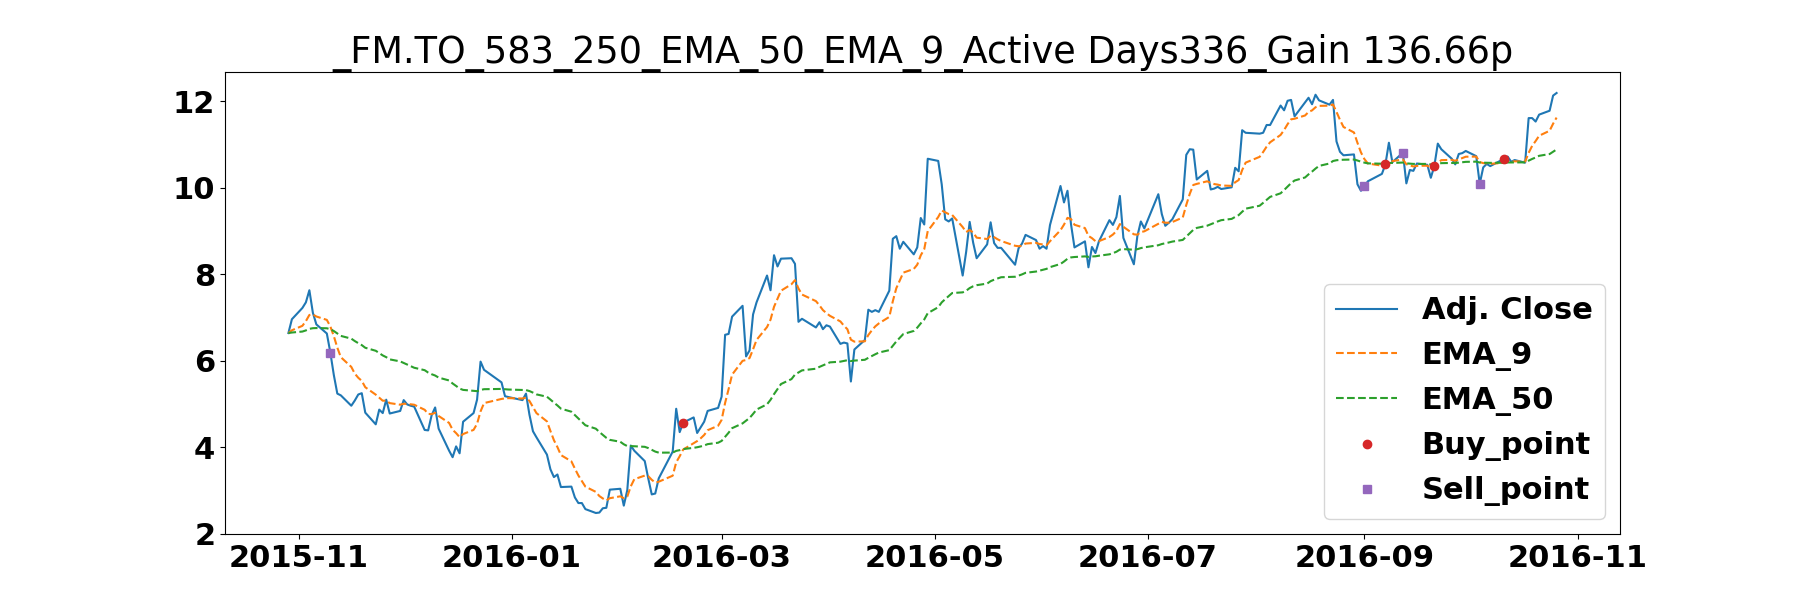 _FM.TO_583_250_EMA_50_EMA_9_Active Days336_Gain 136.66p
12
10
8
6
4
2
2015-11 2016-01 2016-03 2016-05 2016-07 2016-09 2016-11
Adj. Close
EMA_9
EMA_50
Buy_point
Sell_point